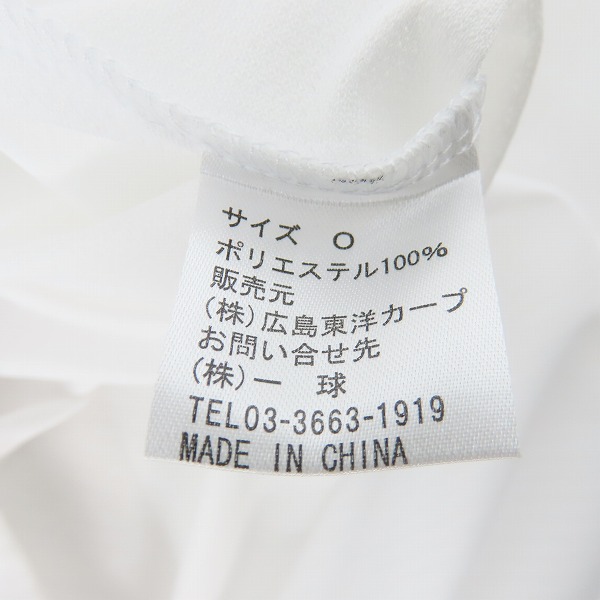 サイズ　O
ポリエステル100%
販売元
(株)広島東洋カープ
お問い合せ先
(株)一　球
TEL03-3663-1919
MADE IN CHINA